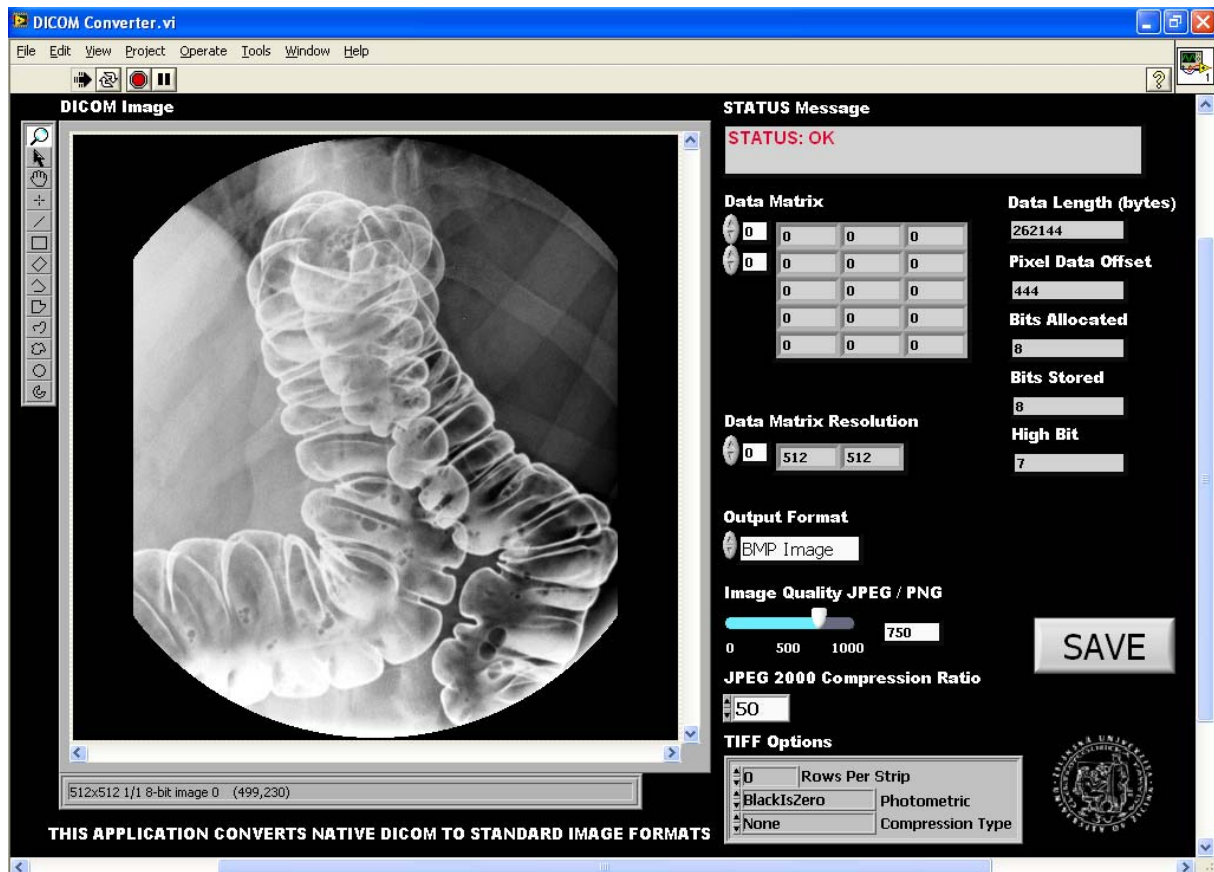 DICOM Converter.vi
File Edit View Project Operate Tools Window Help
1
DICOM Image
512x512 1/1 8-bit image 0 (499,230)
THIS APPLICATION CONVERTS NATIVE DICOM TO STANDARD IMAGE FORMATS
STATUS Message
STATUS: OK
Data Matrix
0 0 0 0
0 0 0 0
0 0 0
0 0 0
0 0 0
Data Length (bytes)
262144
Pixel Data Offset
444
Bits Allocated
8
Bits Stored
8
High Bit
7
Data Matrix Resolution
0 512 512
Output Format
BMP Image
Image Quality JPEG / PNG
750
0 500 1000
SAVE
JPEG 2000 Compression Ratio
50
TIFF Options
0 Rows Per Strip
BlackIsZero Photometric
None Compression Type